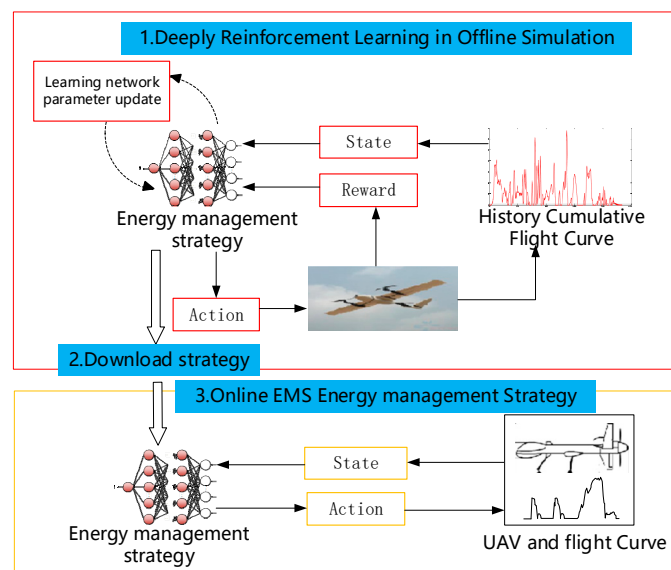 1.Deeply Reinforcement Learning in Offline Simulation
Learning network
parameter update
State
Reward
Energy management
strategy
History Cumulative
Flight Curve
Action
2.Download strategy
3.Online EMS Energy management Strategy
State
Action
Energy management
strategy
UAV and flight Curve